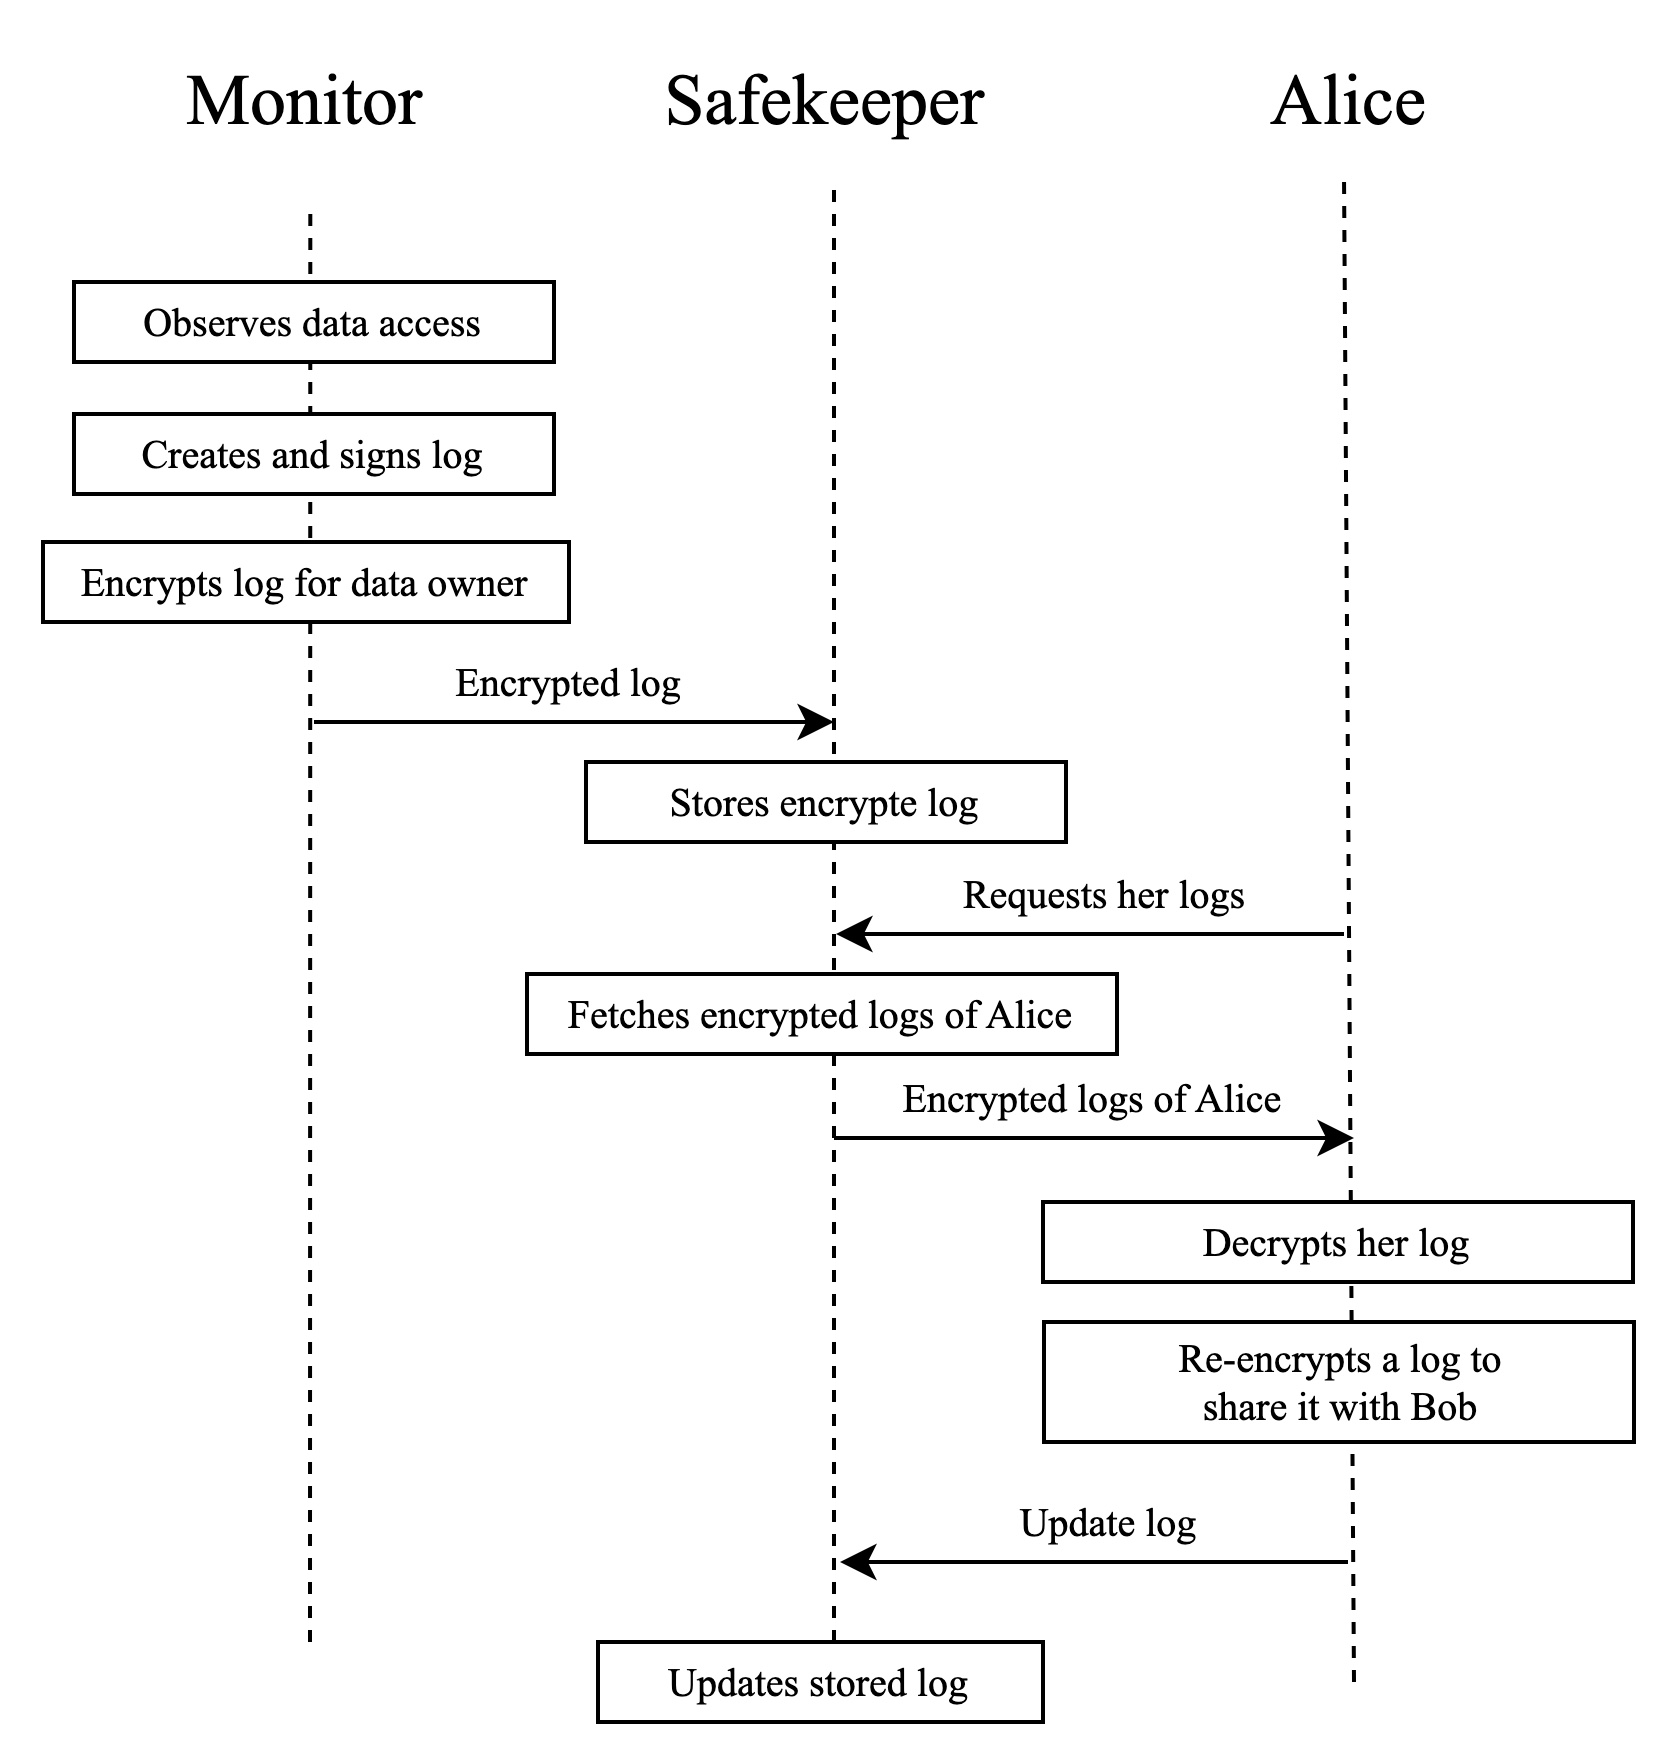 Monitor
Safekeeper
Alice
Observes data access
Creates and signs log
Encrypts log for data owner
Encrypted log
Stores encrypte log
Requests her logs
Fetches encrypted logs of Alice
Encrypted logs of Alice
Decrypts her log
Re-encrypts a log to
share it with Bob
Update log
Updates stored log